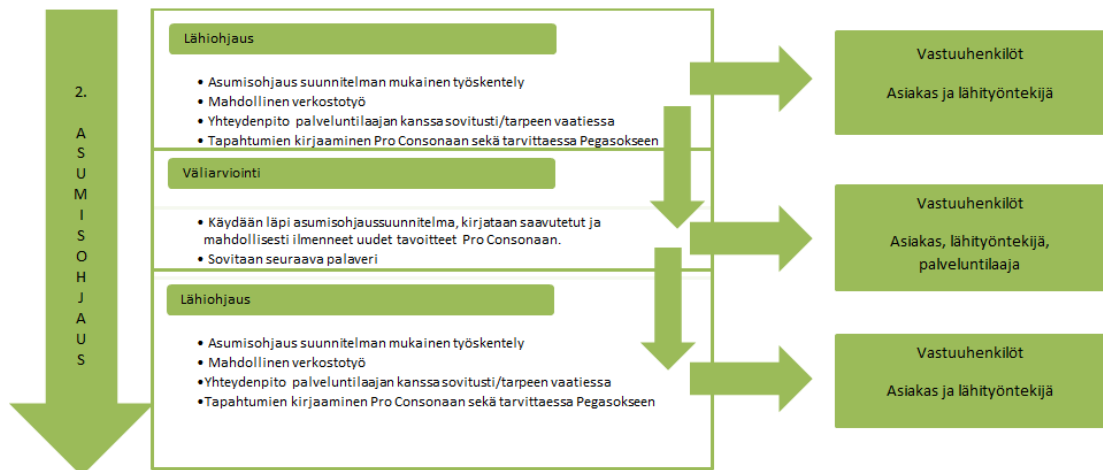 2.
ASUMISOHJAUS
Lähiohjaus
• Asumisohjaus suunnitelman mukainen työskentely
• Mahdollinen verkostotyö
• Yhteydenpito palveluntilaajan kanssa sovitusti/tarpeen vaatiessa
• Tapahtumien kirjaaminen Pro Consonaan sekä tarvittaessa Pegasokseen
Vastuuhenkilöt
Asiakas ja lähityöntekijä
Väliarviointi
• Käydään läpi asumisohjaussuunnitelma, kirjataan saavutetut ja
mahdollisesti ilmenneet uudet tavoitteet Pro Consonaan.
• Sovitaan seuraava palaveri
Vastuuhenkilöt
Asiakas, lähityöntekijä,
palveluntilaaja
Lähiohjaus
• Asumisohjaus suunnitelman mukainen työskentely
• Mahdollinen verkostotyö
•Yhteydenpito palveluntilaajan kanssa sovitusti/tarpeen vaatiessa
•Tapahtumien kirjaaminen Pro Consonaan sekä tarvittaessa Pegasokseen
Vastuuhenkilöt
Asiakas ja lähityöntekijä